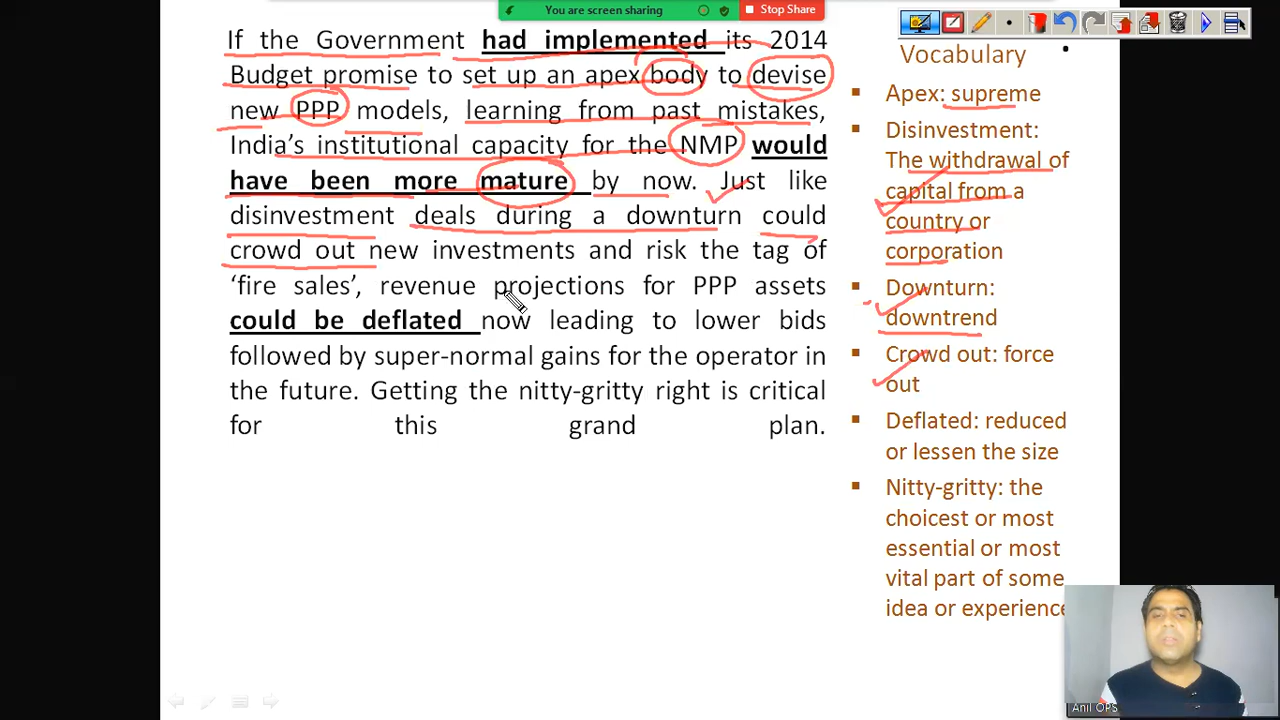 You are screen sharing
Stop Share
If the Government had implemented its 2014
Budget promise to set up an apex body to devise
new PPP models, learning from past mistakes,
India's institutional capacity for the NMP would
have been more mature by now. Just like
disinvestment deals during a downturn could
crowd out new investments and risk the tag of
'fire sales', revenue projections for PPP assets
could be deflated now leading to lower bids
followed by super-normal gains for the operator in
the future. Getting the nitty-gritty right is critical
for this grand plan.
Vocabulary
Apex: supreme
Disinvestment:
The withdrawal of
capital from a
country or
corporation
Downturn:
downtrend
Crowd out: force
out
Deflated: reduced
or lessen the size
Nitty-gritty: the
choicest or most
essential or most
vital part of some
idea or experience
Anil OPS